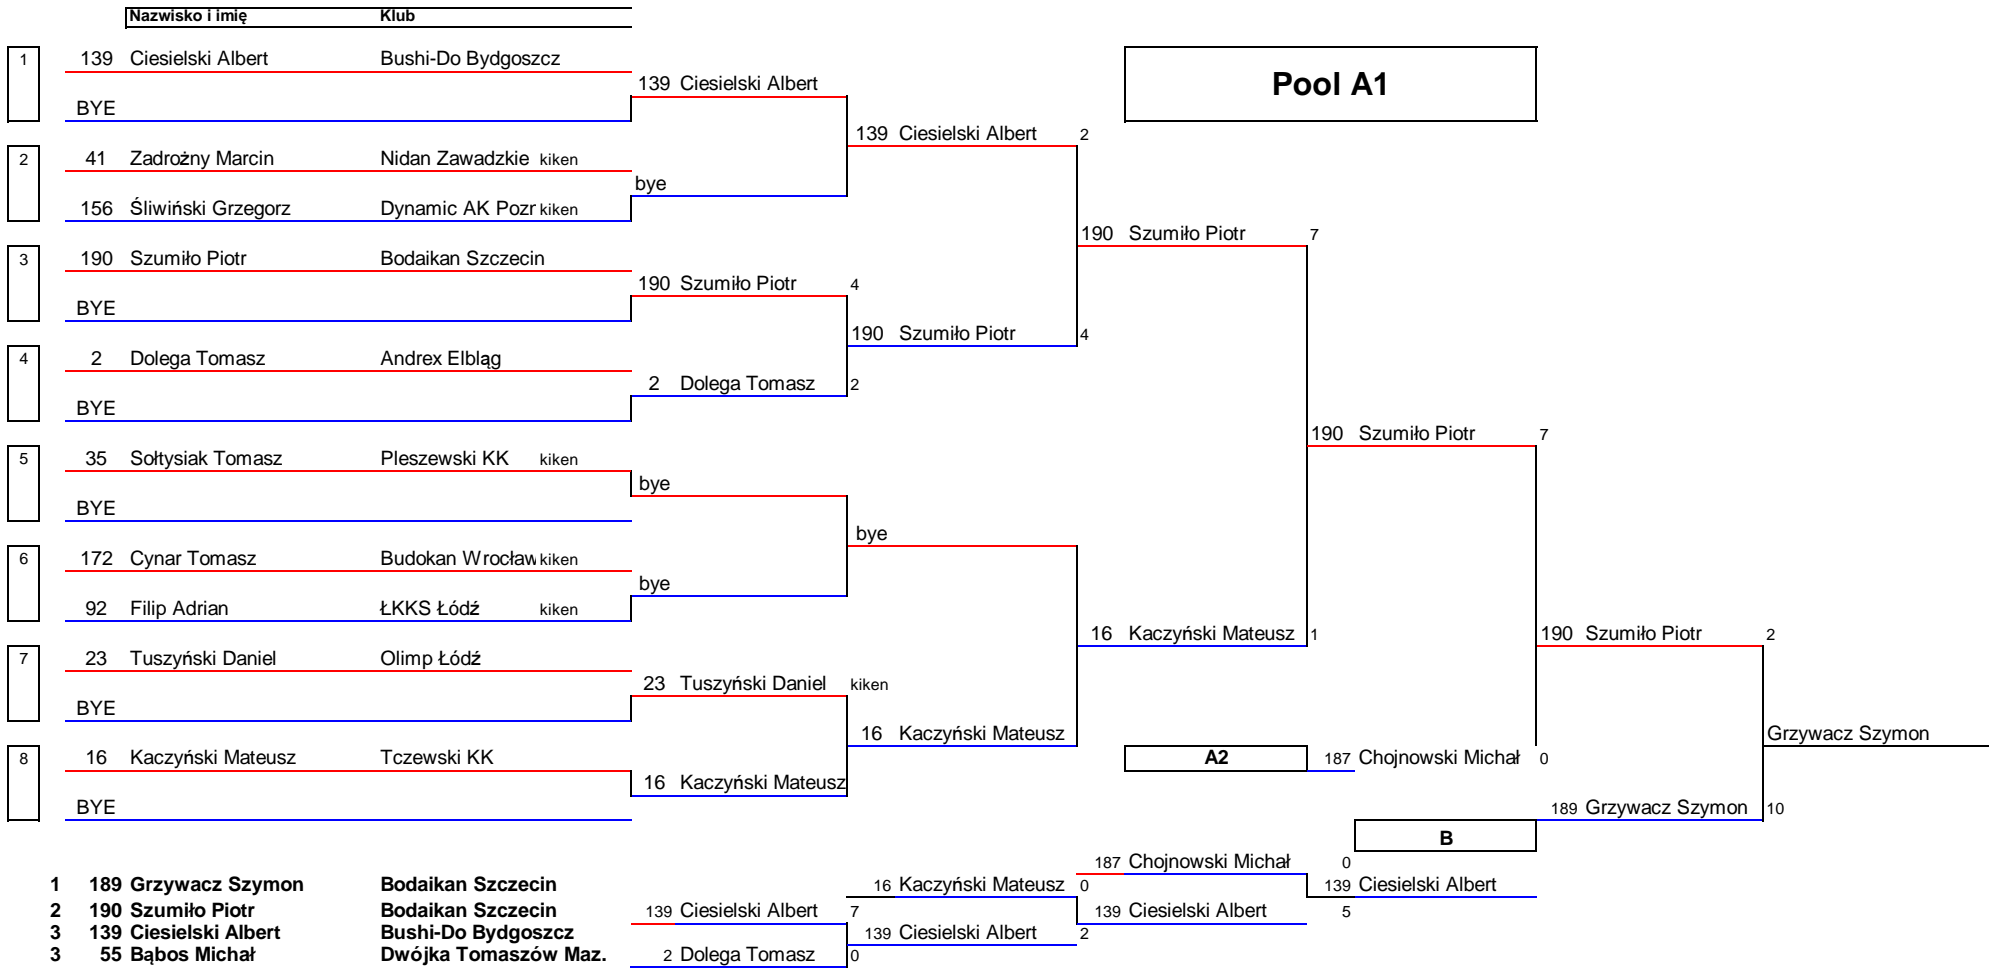 Nazwisko i imię Klub
1 139 Ciesielski Albert Bushi-Do Bydgoszcz
139 Ciesielski Albert
Pool A1
BYE
139 Ciesielski Albert 2
2 41 Zadrożny Marcin Nidan Zawadzkie kiken
bye
156 Śliwiński Grzegorz Dynamic AK Pozr kiken
190 Szumiło Piotr 7
3 190 Szumiło Piotr Bodaikan Szczecin
190 Szumiło Piotr 4
BYE
190 Szumiło Piotr 4
4 2 Dolega Tomasz Andrex Elbląg
2 Dolega Tomasz 2
BYE
190 Szumiło Piotr 7
5 35 Sołtysiak Tomasz Pleszewski KK kiken
bye
BYE
bye
6 172 Cynar Tomasz Budokan Wrocław kiken
bye
92 Filip Adrian ŁKKS Łódź kiken
16 Kaczyński Mateusz 1
190 Szumiło Piotr 2
7 23 Tuszyński Daniel Olimp Łódź
23 Tuszyński Daniel kiken
BYE
16 Kaczyński Mateusz
Grzywacz Szymon
8 16 Kaczyński Mateusz Tczewski KK
A2 187 Chojnowski Michał 0
16 Kaczyński Mateusz
BYE
189 Grzywacz Szymon 10
B
187 Chojnowski Michał 0
1 189 Grzywacz Szymon Bodaikan Szczecin
16 Kaczyński Mateusz 0
139 Ciesielski Albert
2 190 Szumiło Piotr Bodaikan Szczecin
139 Ciesielski Albert 7
139 Ciesielski Albert 5
3 139 Ciesielski Albert Bushi-Do Bydgoszcz
139 Ciesielski Albert 2
3 55 Bąbos Michał Dwójka Tomaszów Maz.
2 Dolega Tomasz 0